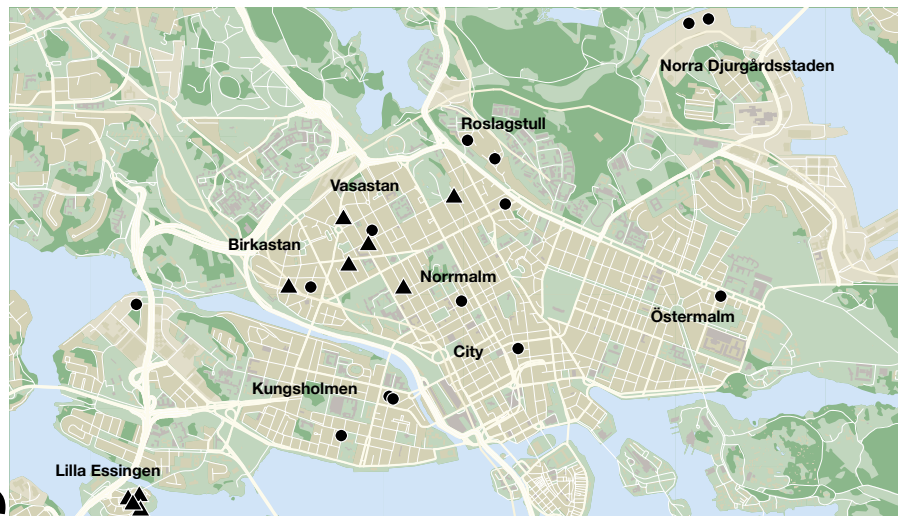 Norra Djurgårdsstaden
Roslagstull
Vasastan
Birkastan
Norrmalm
Östermalm
City
Kungsholmen
Lilla Essingen